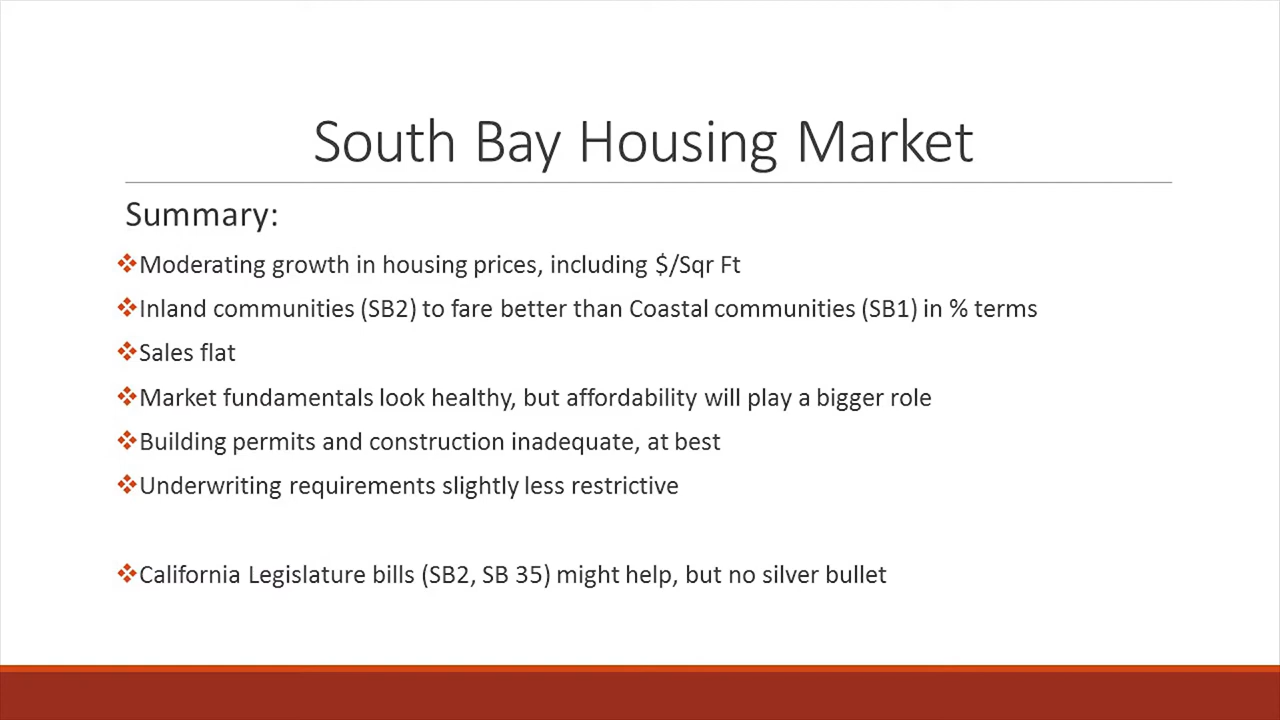 South Bay Housing Market
Summary:
Moderating growth in housing prices, including $/Sqr Ft
Inland communities (SB2) to fare better than Coastal communities (SB1) in % terms
Sales flat
Market fundamentals look healthy, but affordability will play a bigger role
Building permits and construction inadequate, at best
Underwriting requirements slightly less restrictive
California Legislature bills (SB2, SB 35) might help, but no silver bullet